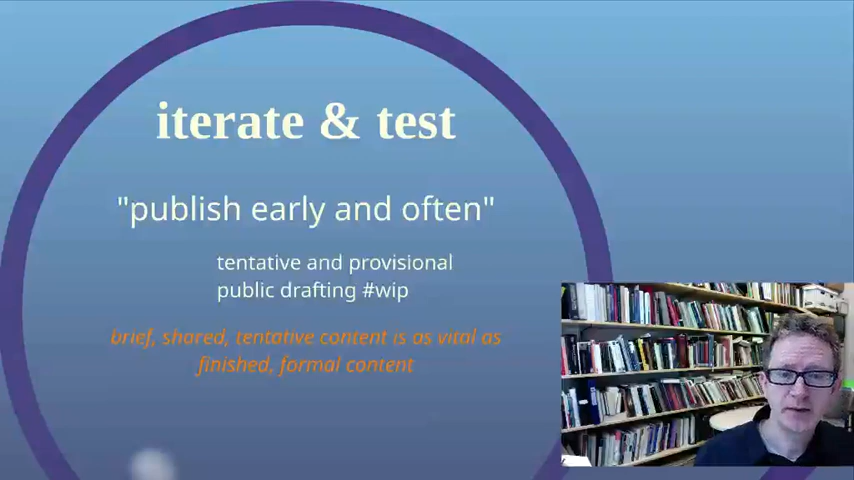 iterate & test
"publish early and often"
tentative and provisional
public drafting #wip
brief, shared, tentative content is as vital as
finished, formal content